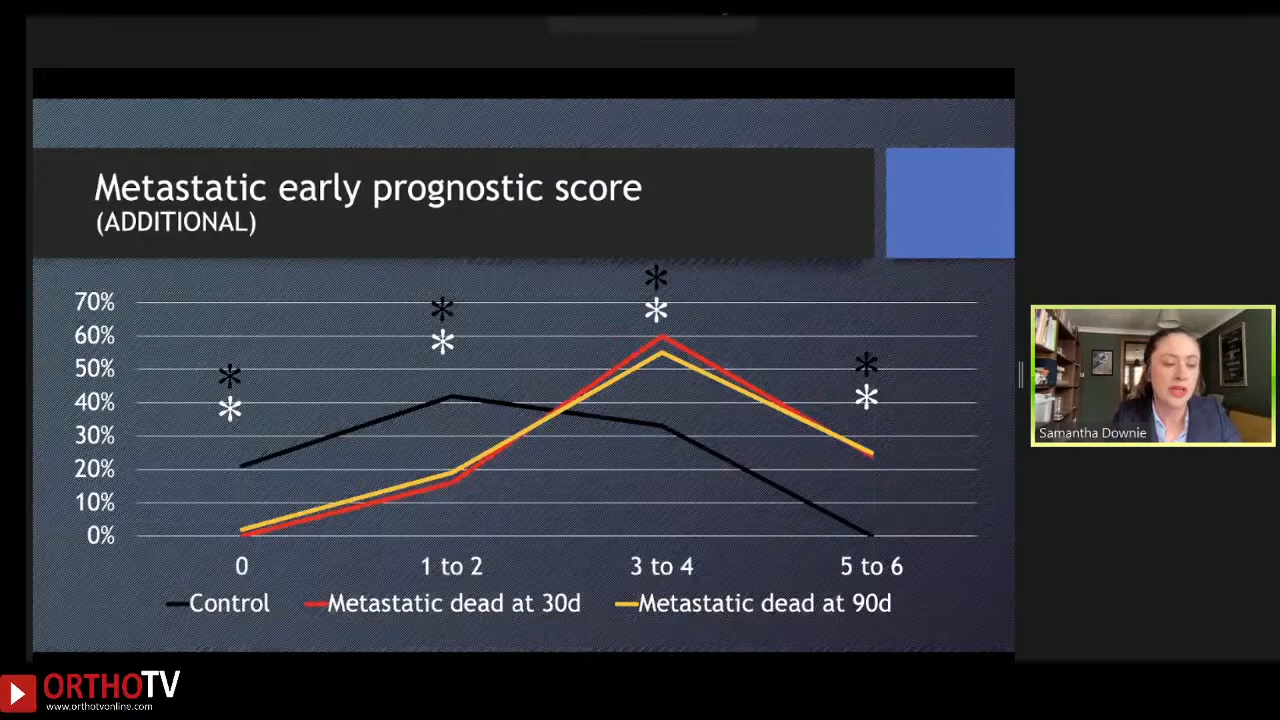 Metastatic early prognostic score
(ADDITIONAL)
* * * *
* * * *
70%
60%
50%
40%
30%
20%
10%
0%
0 1 to 2 3 to 4 5 to 6
Control Metastatic dead at 30d Metastatic dead at 90d
Samantha Downie
ORTHOTV
www.orthotvonline.com